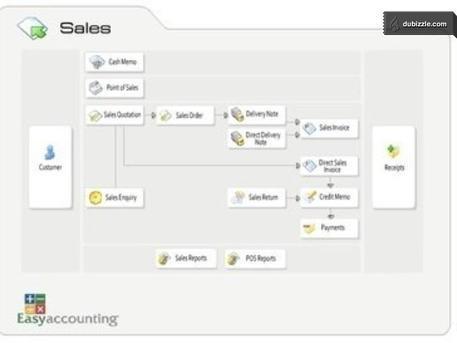 dubizzle.com
Sales
Cash Memo
Point of Sales
Sales Quotation
Sales Order
Delivery Note
Direct Delivery
Note
Sales Invoice
Customer
Direct Sales
Invoice
Receipts
Sales Enquiry
Sales Return
Credit Memo
Payments
Sales Reports
POS Reports
Easyaccounting